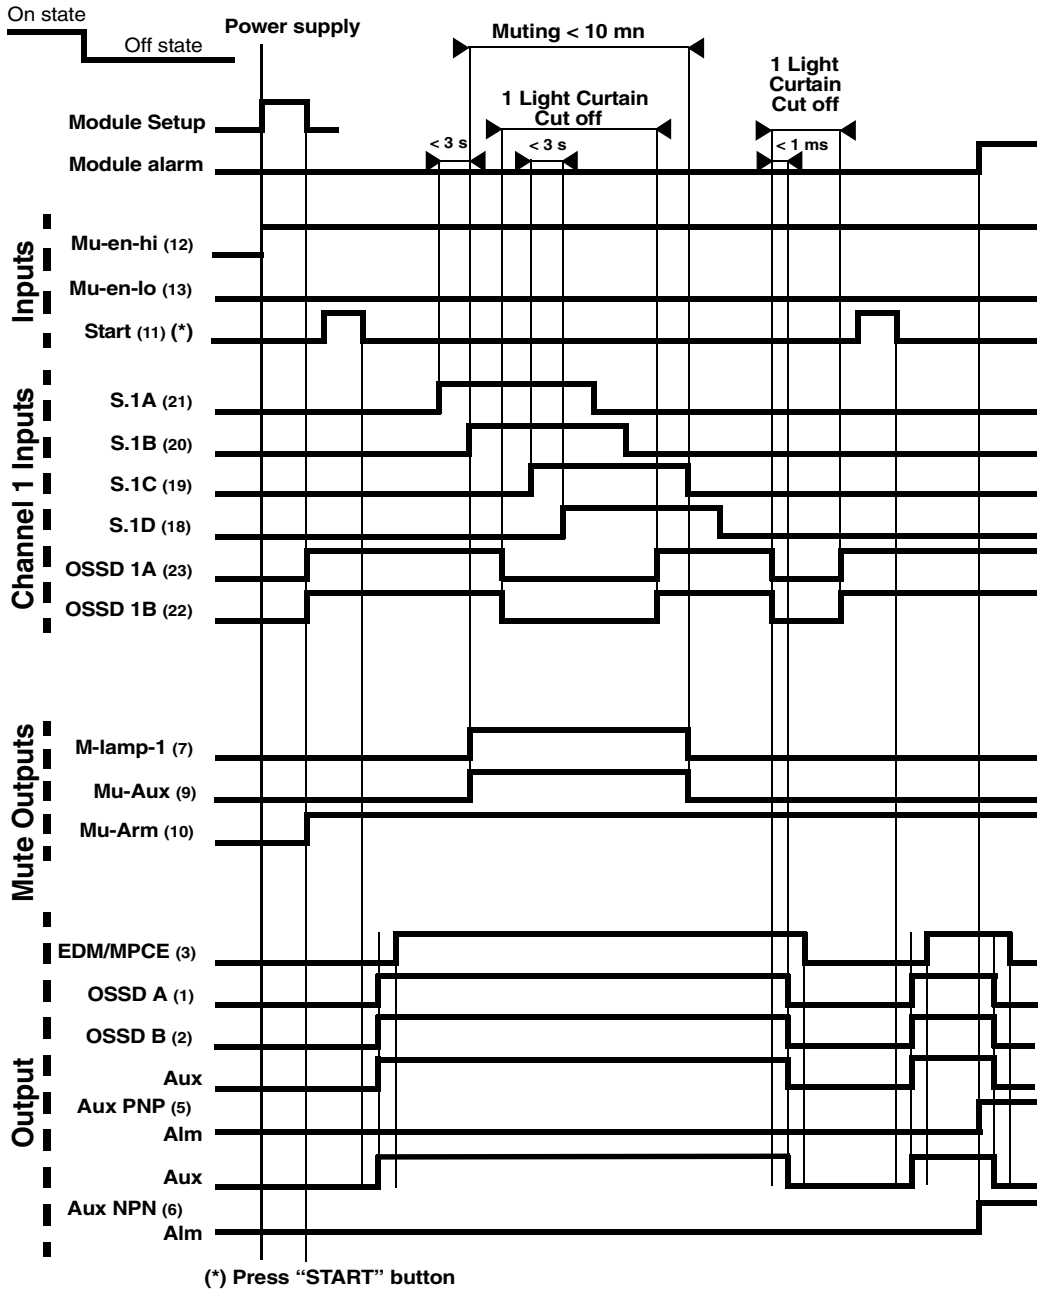 On state
Off state
Power supply
Muting < 10 mn
1 Light
Curtain
Cut off
1 Light Curtain
Cut off
Module Setup
< 3 s
< 3 s
< 1 ms
Module alarm
Inputs
Mu-en-hi (12)
Mu-en-lo (13)
Start (11) (*)
Channel 1 Inputs
S.1A (21)
S.1B (20)
S.1C (19)
S.1D (18)
OSSD 1A (23)
OSSD 1B (22)
Mute Outputs
M-lamp-1 (7)
Mu-Aux (9)
Mu-Arm (10)
Output
EDM/MPCE (3)
OSSD A (1)
OSSD B (2)
Aux
Aux PNP (5)
Alm
Aux
Aux NPN (6)
Alm
(*) Press “START” button